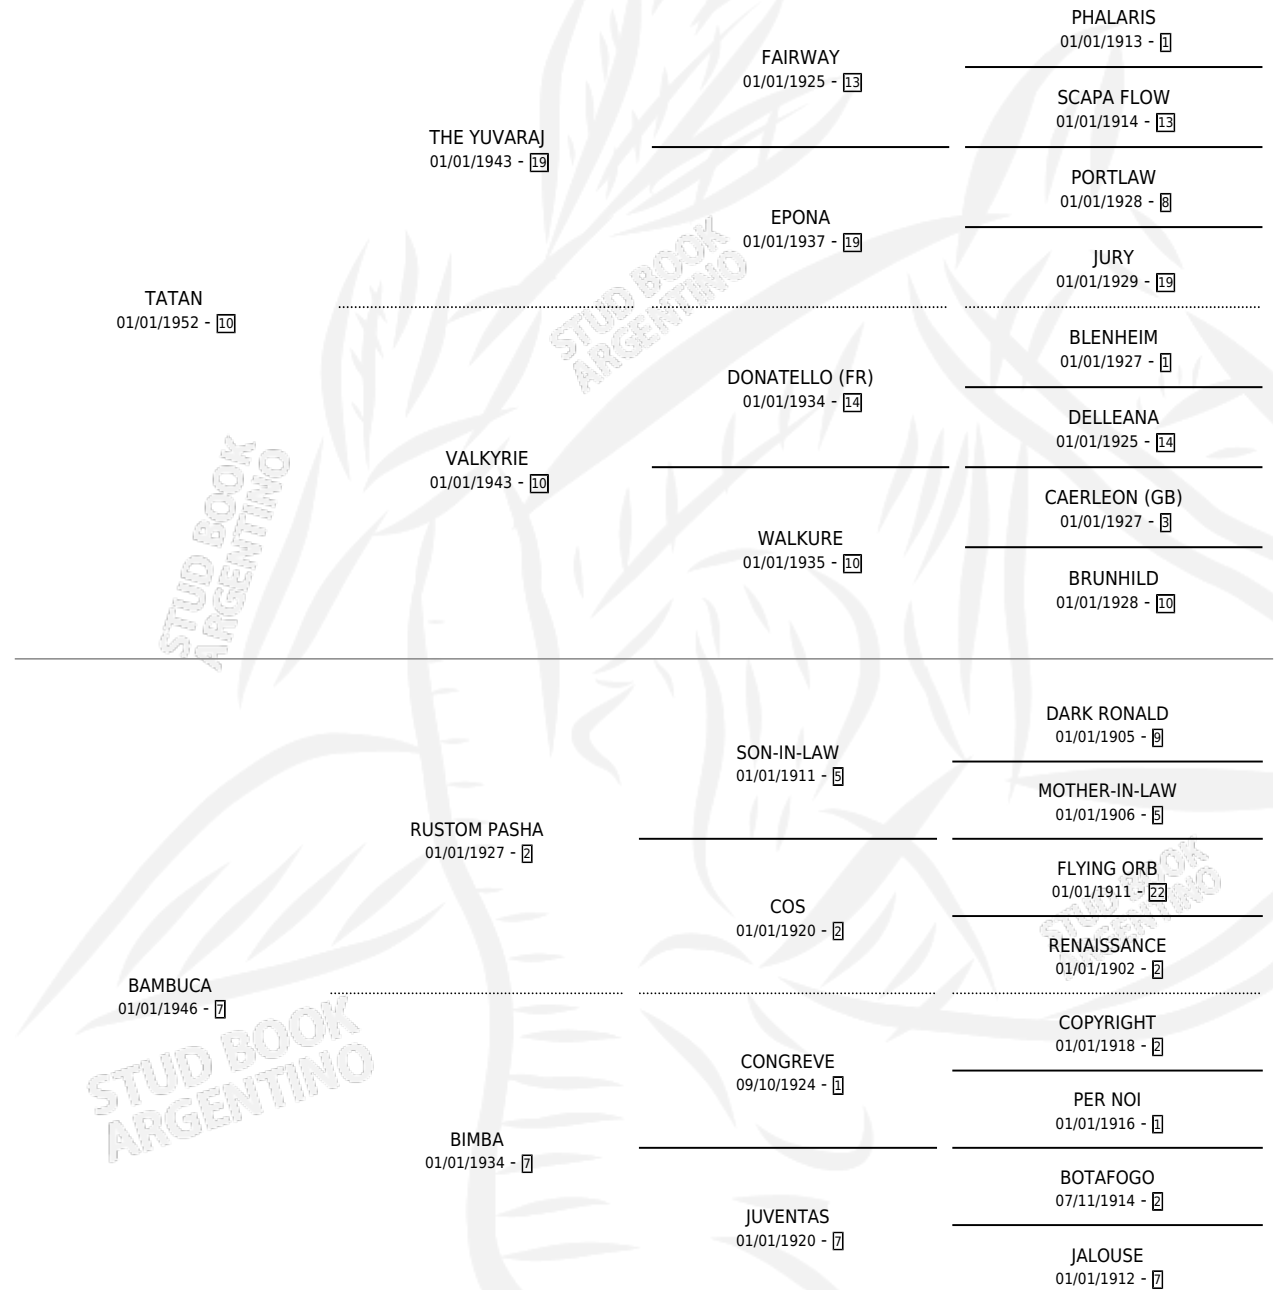 PHALARIS
01/01/1913 - 1
FAIRWAY
01/01/1925 - 13
SCAPA FLOW
01/01/1914 - 13
THE YUVARAJ
01/01/1943 - 19
PORTLAW
01/01/1928 - 8
EPONA
01/01/1937 - 19
JURY
01/01/1929 - 19
TATAN
01/01/1952 - 10
BLENHEIM
01/01/1927 - 1
DONATELLO (FR)
01/01/1934 - 14
DELLEANA
01/01/1925 - 14
VALKYRIE
01/01/1943 - 10
CAERLEON (GB)
01/01/1927 - 3
WALKURE
01/01/1935 - 10
BRUNHILD
01/01/1928 - 10
DARK RONALD
01/01/1905 - 9
SON-IN-LAW
01/01/1911 - 5
MOTHER-IN-LAW
01/01/1906 - 5
RUSTOM PASHA
01/01/1927 - 2
FLYING ORB
01/01/1911 - 22
COS
01/01/1920 - 2
RENAISSANCE
01/01/1902 - 2
BAMBUCA
01/01/1946 - 7
COPYRIGHT
01/01/1918 - 2
CONGREVE
09/10/1924 - 1
PER NOI
01/01/1916 - 1
BIMBA
01/01/1934 - 7
BOTAFOGO
07/11/1914 - 2
JUVENTAS
01/01/1920 - 7
JALOUSE
01/01/1912 - 7
STUD BOOK
ARGENTINO
STUD BOOK
ARGENTINO
STUD BOOK
ARGENTINO
STUD BOOK
ARGENTINO